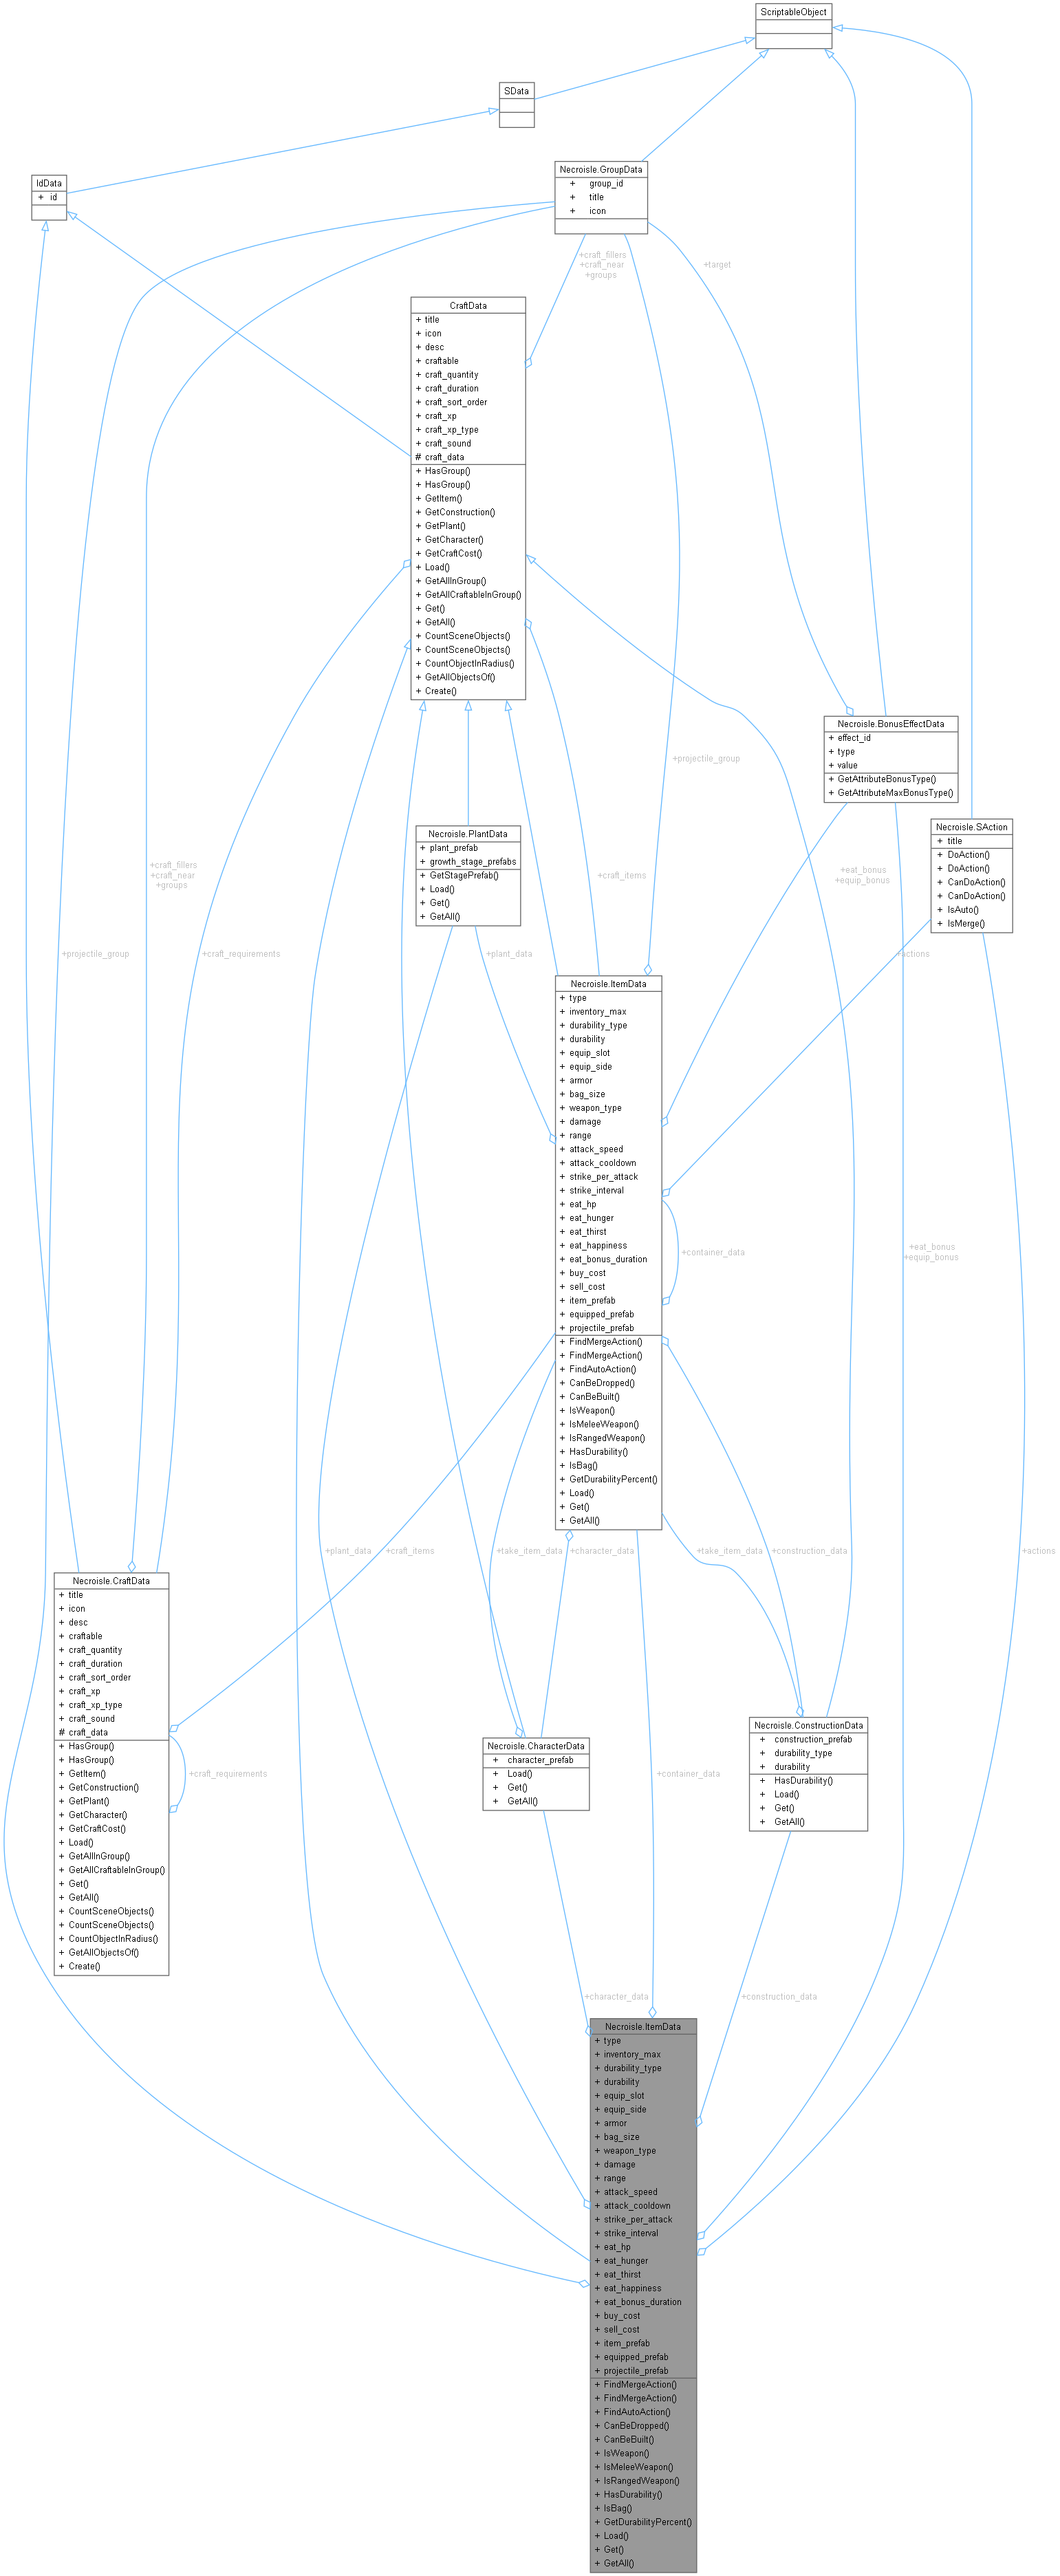 ScriptableObject
SData
IdData
+ id
Necroisle.GroupData
+ group_id
+ title
+ icon
+craft_fillers
+craft_near
+groups
+target
CraftData
+ title
+ icon
+ desc
+ craftable
+ craft_quantity
+ craft_duration
+ craft_sort_order
+ craft_xp
+ craft_xp_type
+ craft_sound
# craft_data
+ HasGroup()
+ HasGroup()
+ GetItem()
+ GetConstruction()
+ GetPlant()
+ GetCharacter()
+ GetCraftCost()
+ Load()
+ GetAllInGroup()
+ GetAllCraftableInGroup()
+ Get()
+ GetAll()
+ CountSceneObjects()
+ CountSceneObjects()
+ CountObjectInRadius()
+ GetAllObjectsOf()
+ Create()
Necroisle.BonusEffectData
+ effect_id
+ type
+ value
+ GetAttributeBonusType()
+ GetAttributeMaxBonusType()
+projectile_group
Necroisle.PlantData
+ plant_prefab
+ growth_stage_prefabs
+ GetStagePrefab()
+ Load()
+ Get()
+ GetAll()
Necroisle.SAction
+ title
+ DoAction()
+ DoAction()
+ CanDoAction()
+ CanDoAction()
+ IsAuto()
+ IsMerge()
+craft_fillers
+craft_near
+groups
+craft_items
+eat_bonus
+equip_bonus
+projectile_group
+craft_requirements
+plant_data
+actions
Necroisle.ItemData
+ type
+ inventory_max
+ durability_type
+ durability
+ equip_slot
+ equip_side
+ armor
+ bag_size
+ weapon_type
+ damage
+ range
+ attack_speed
+ attack_cooldown
+ strike_per_attack
+ strike_interval
+ eat_hp
+ eat_hunger
+ eat_thirst
+ eat_happiness
+ eat_bonus_duration
+ buy_cost
+ sell_cost
+ item_prefab
+ equipped_prefab
+ projectile_prefab
+ FindMergeAction()
+ FindMergeAction()
+ FindAutoAction()
+ CanBeDropped()
+ CanBeBuilt()
+ IsWeapon()
+ IsMeleeWeapon()
+ IsRangedWeapon()
+ HasDurability()
+ IsBag()
+ GetDurabilityPercent()
+ Load()
+ Get()
+ GetAll()
+container_data
+eat_bonus
+equip_bonus
+plant_data
+craft_items
+take_item_data
+character_data
+take_item_data
+construction_data
+actions
Necroisle.CraftData
+ title
+ icon
+ desc
+ craftable
+ craft_quantity
+ craft_duration
+ craft_sort_order
+ craft_xp
+ craft_xp_type
+ craft_sound
# craft_data
+ HasGroup()
+ HasGroup()
+ GetItem()
+ GetConstruction()
+ GetPlant()
+ GetCharacter()
+ GetCraftCost()
+ Load()
+ GetAllInGroup()
+ GetAllCraftableInGroup()
+ Get()
+ GetAll()
+ CountSceneObjects()
+ CountSceneObjects()
+ CountObjectInRadius()
+ GetAllObjectsOf()
+ Create()
+craft_requirements
Necroisle.CharacterData
+ character_prefab
+ Load()
+ Get()
+ GetAll()
+container_data
Necroisle.ConstructionData
+ construction_prefab
+ durability_type
+ durability
+ HasDurability()
+ Load()
+ Get()
+ GetAll()
+character_data
+construction_data
Necroisle.ItemData
+ type
+ inventory_max
+ durability_type
+ durability
+ equip_slot
+ equip_side
+ armor
+ bag_size
+ weapon_type
+ damage
+ range
+ attack_speed
+ attack_cooldown
+ strike_per_attack
+ strike_interval
+ eat_hp
+ eat_hunger
+ eat_thirst
+ eat_happiness
+ eat_bonus_duration
+ buy_cost
+ sell_cost
+ item_prefab
+ equipped_prefab
+ projectile_prefab
+ FindMergeAction()
+ FindMergeAction()
+ FindAutoAction()
+ CanBeDropped()
+ CanBeBuilt()
+ IsWeapon()
+ IsMeleeWeapon()
+ IsRangedWeapon()
+ HasDurability()
+ IsBag()
+ GetDurabilityPercent()
+ Load()
+ Get()
+ GetAll()